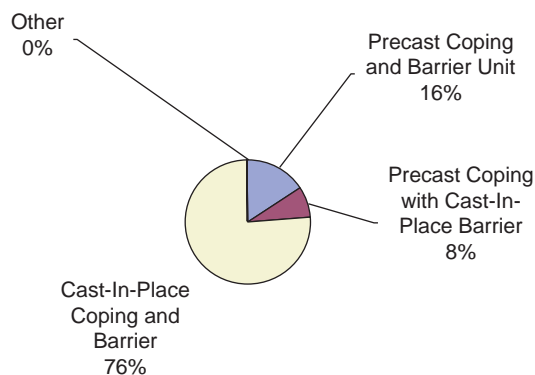 Other
0%
Precast Coping
and Barrier Unit
16%
Precast Coping
with Cast-In-
Place Barrier
8%
Cast-In-Place
Coping and
Barrier
76%